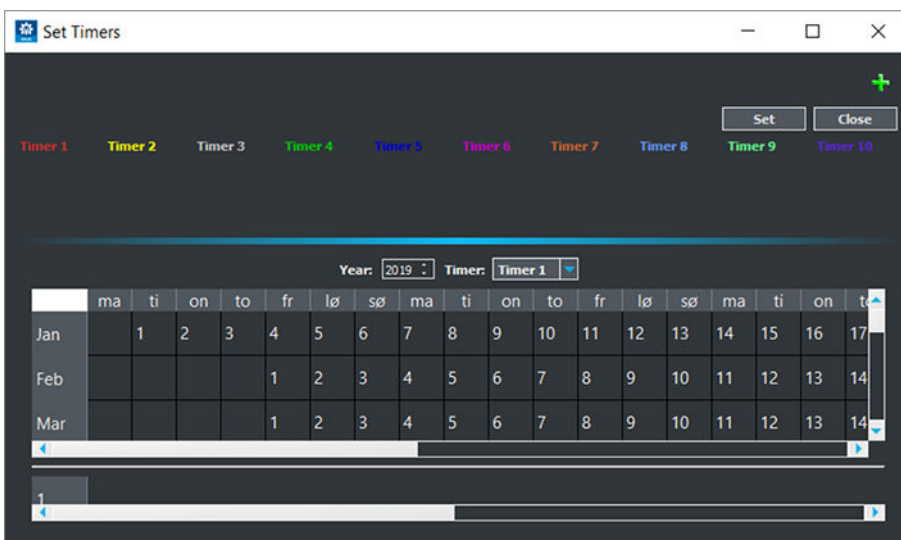 Set Timers
Set Close
Timer 1 Timer 2 Timer 3 Timer 4 Timer 5 Timer 6 Timer 7 Timer 8 Timer 9 Timer 10
Year: 2019 Timer: Timer 1
ma ti on to fr lø sø ma ti on to fr lø sø ma ti on
Jan 1 2 3 4 5 6 7 8 9 10 11 12 13 14 15 16 17
Feb 1 2 3 4 5 6 7 8 9 10 11 12 13 14
Mar 1 2 3 4 5 6 7 8 9 10 11 12 13 14
1